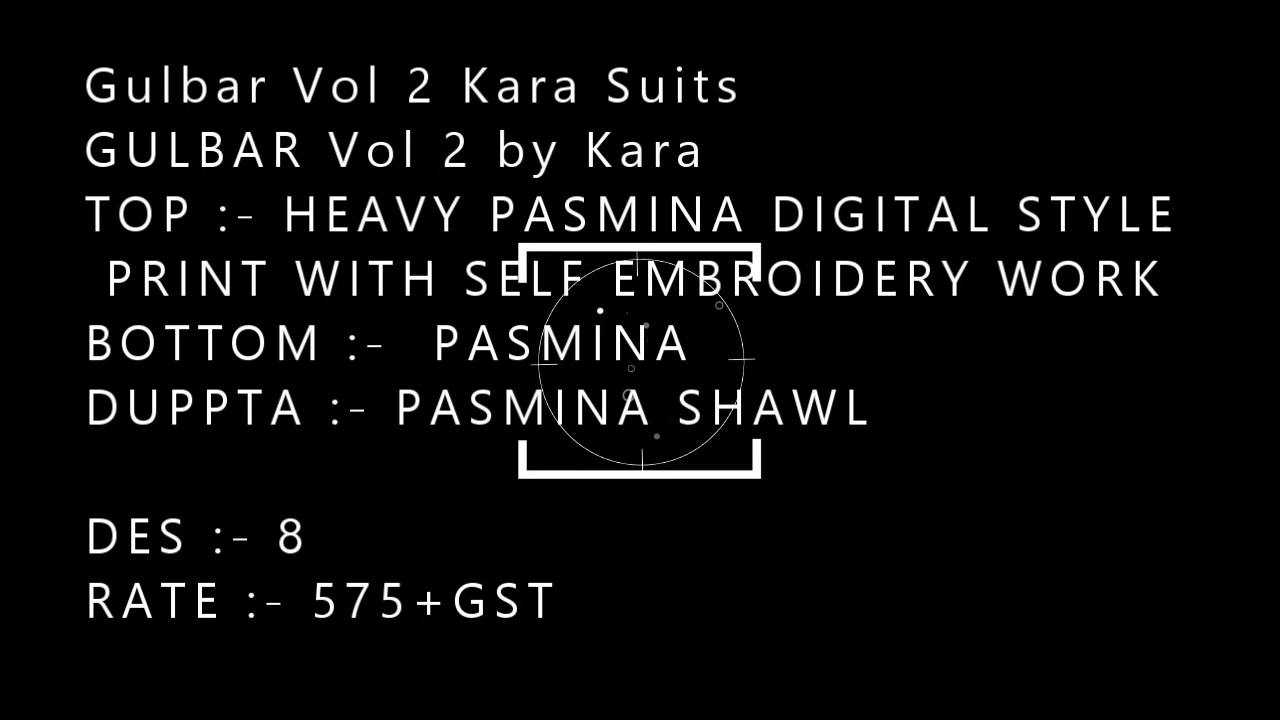 Gulbar Vol 2 Kara Suits
GULBAR Vol 2 by Kara
TOP :- HEAVY PASMINA DIGITAL STYLE
PRINT WITH SELF EMBROIDERY WORK
BOTTOM :- PASMINA
DUPPTA :- PASMINA SHAWL
DES :- 8
RATE :- 575+GST